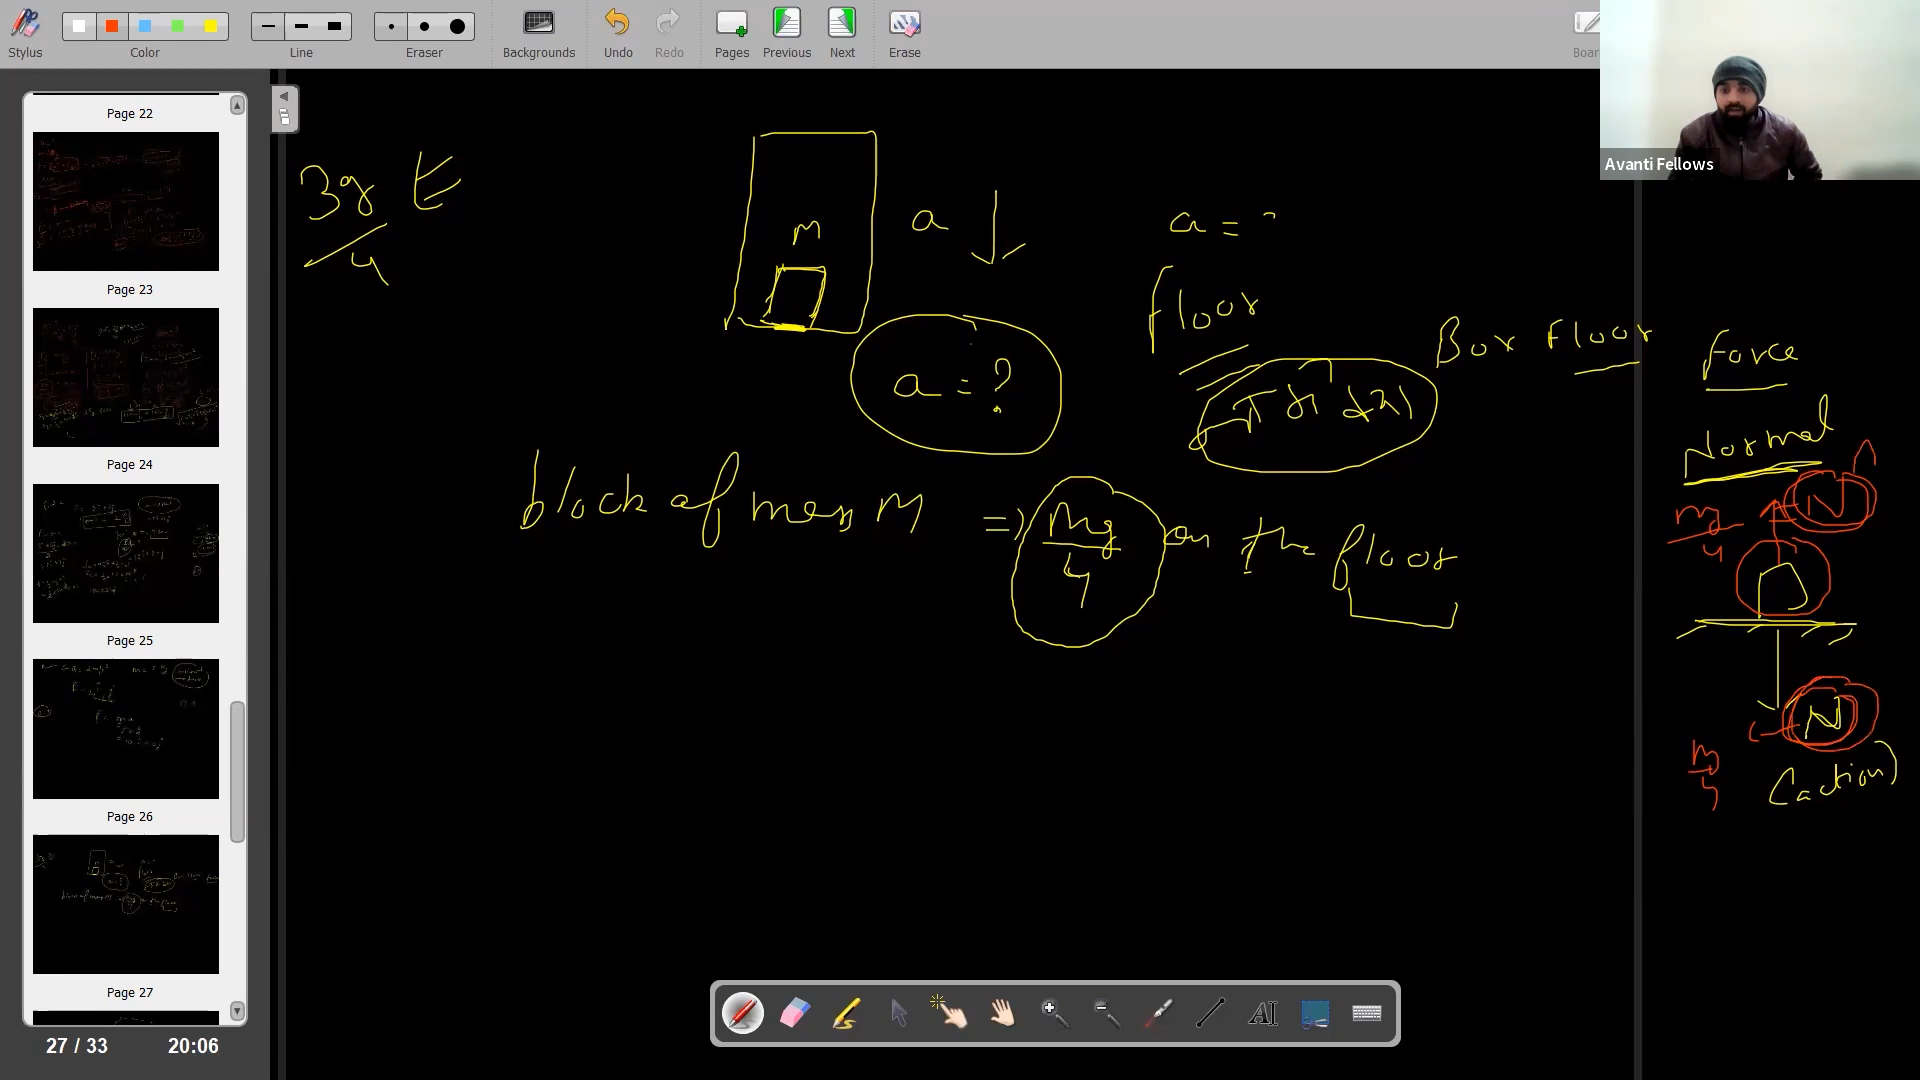 Stylus Color Line Eraser Backgrounds Undo Redo Pages Previous Next Erase
Avanti Fellows
Page 22
Page 23
Page 24
Page 25
Page 26
Page 27
27 / 33 20:06
3g
4
m
a
a = ?
floor
Box floor
Force
a = ?
Normal
block of mass M => Mg/4 on the floor
N
mg
4
N
m
4
(action)